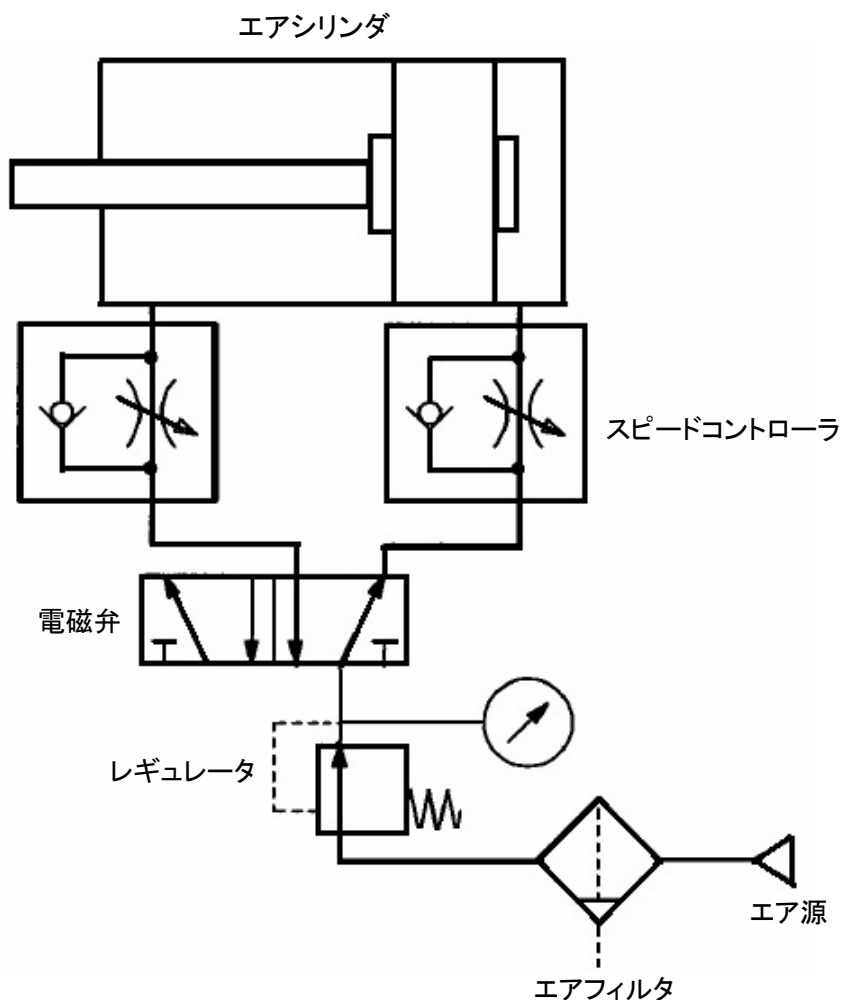 エアシリンダ
スピードコントローラ
電磁弁
レギュレータ
エア源
エアフィルタ